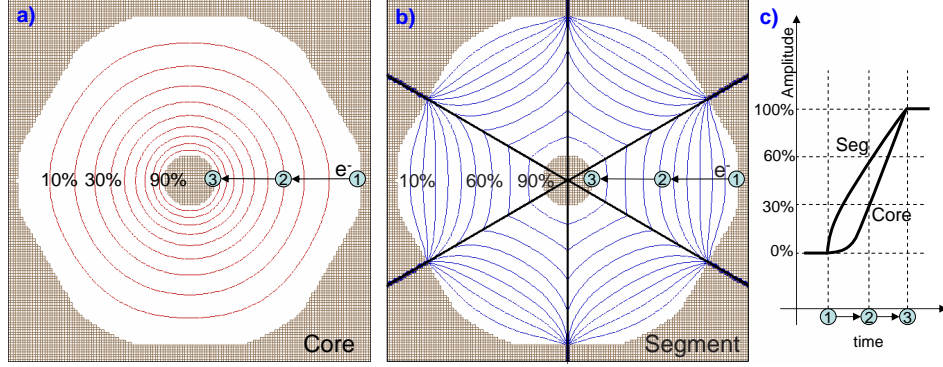 a)
e-
10% 30% 90% 3 2 1
Core
b)
e-
10% 60% 90% 3 2 1
Segment
c)
Amplitude
100%
Seg
60%
30%
Core
0%
1 2 3
time